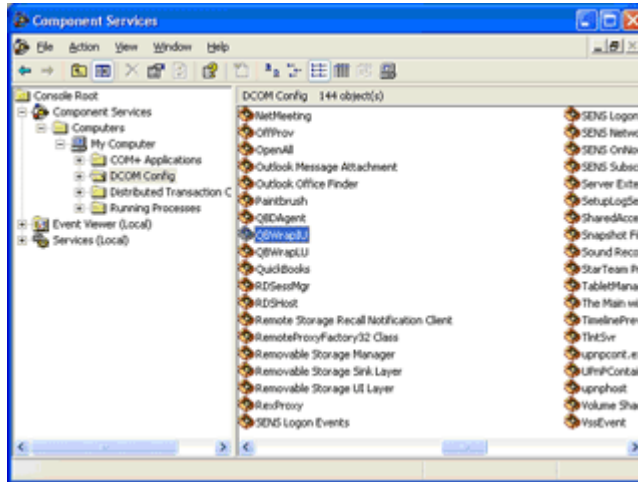 Component Services
File Action View Window Help
Console Root
Component Services
Computers
My Computer
COM+ Applications
DCOM Config
Distributed Transaction C
Running Processes
Event Viewer (Local)
Services (Local)
DCOM Config 144 object(s)
NetMeeting
OffProv
OpenAll
Outlook Message Attachment
Outlook Office Finder
Paintbrush
QBDAgent
QBWrapIU
QBWrapLU
QuickBooks
RDSessMgr
RDSHost
Remote Storage Recall Notification Client
RemoteProxyFactory32 Class
Removable Storage Manager
Removable Storage Sink Layer
Removable Storage UI Layer
RexProxy
SENS Logon Events
SENS Logon
SENS Netwo
SENS OnNo
SENS Subsc
Server Exte
SetupLogSe
SharedAcce
Snapshot Fi
Sound Reco
StarTeam P
TabletMana
The Main wi
TimelinePrev
TlntSvr
upnpcont.e
UPnPContai
upnphost
Volume Sha
VssEvent